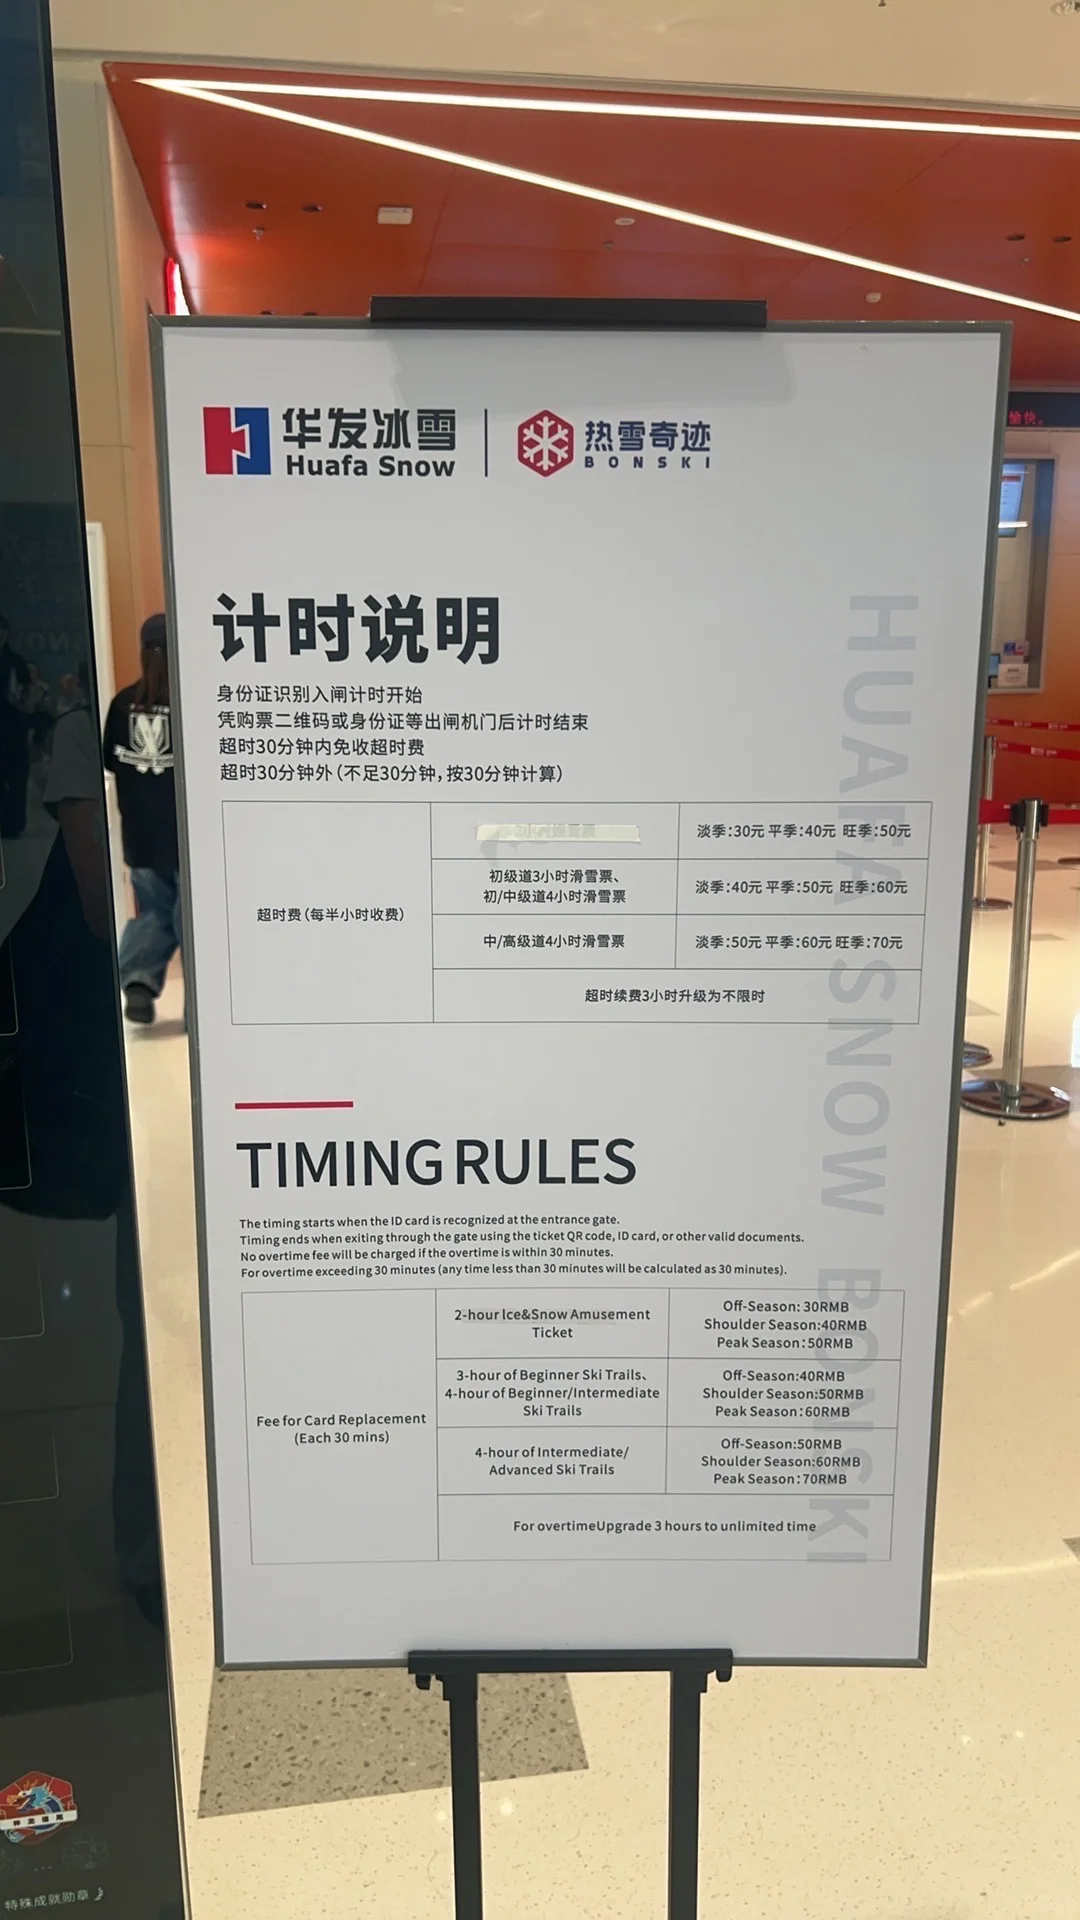 华发冰雪
Huafa Snow
热雪奇迹
BONSKI
愉快。
计时说明
身份证识别入闸计时开始
凭购票二维码或身份证等出闸机门后计时结束
超时30分钟内免收超时费
超时30分钟外(不足30分钟,按30分钟计算)
超时费(每半小时收费)
淡季:30元 平季:40元 旺季:50元
初级道3小时滑雪票、
初/中级道4小时滑雪票
淡季:40元 平季:50元 旺季:60元
中/高级道4小时滑雪票
淡季:50元 平季:60元 旺季:70元
超时续费3小时升级为不限时
TIMING RULES
The timing starts when the ID card is recognized at the entrance gate.
Timing ends when exiting through the gate using the ticket QR code, ID card, or other valid documents.
No overtime fee will be charged if the overtime is within 30 minutes.
For overtime exceeding 30 minutes (any time less than 30 minutes will be calculated as 30 minutes).
Fee for Card Replacement
(Each 30 mins)
2-hour Ice&Snow Amusement
Ticket
Off-Season: 30RMB
Shoulder Season:40RMB
Peak Season:50RMB
3-hour of Beginner Ski Trails、
4-hour of Beginner/Intermediate
Ski Trails
Off-Season:40RMB
Shoulder Season:50RMB
Peak Season:60RMB
4-hour of Intermediate/
Advanced Ski Trails
Off-Season:50RMB
Shoulder Season:60RMB
Peak Season:70RMB
For overtimeUpgrade 3 hours to unlimited time
HUAFA SNOW BONSKI
特殊成就勋章